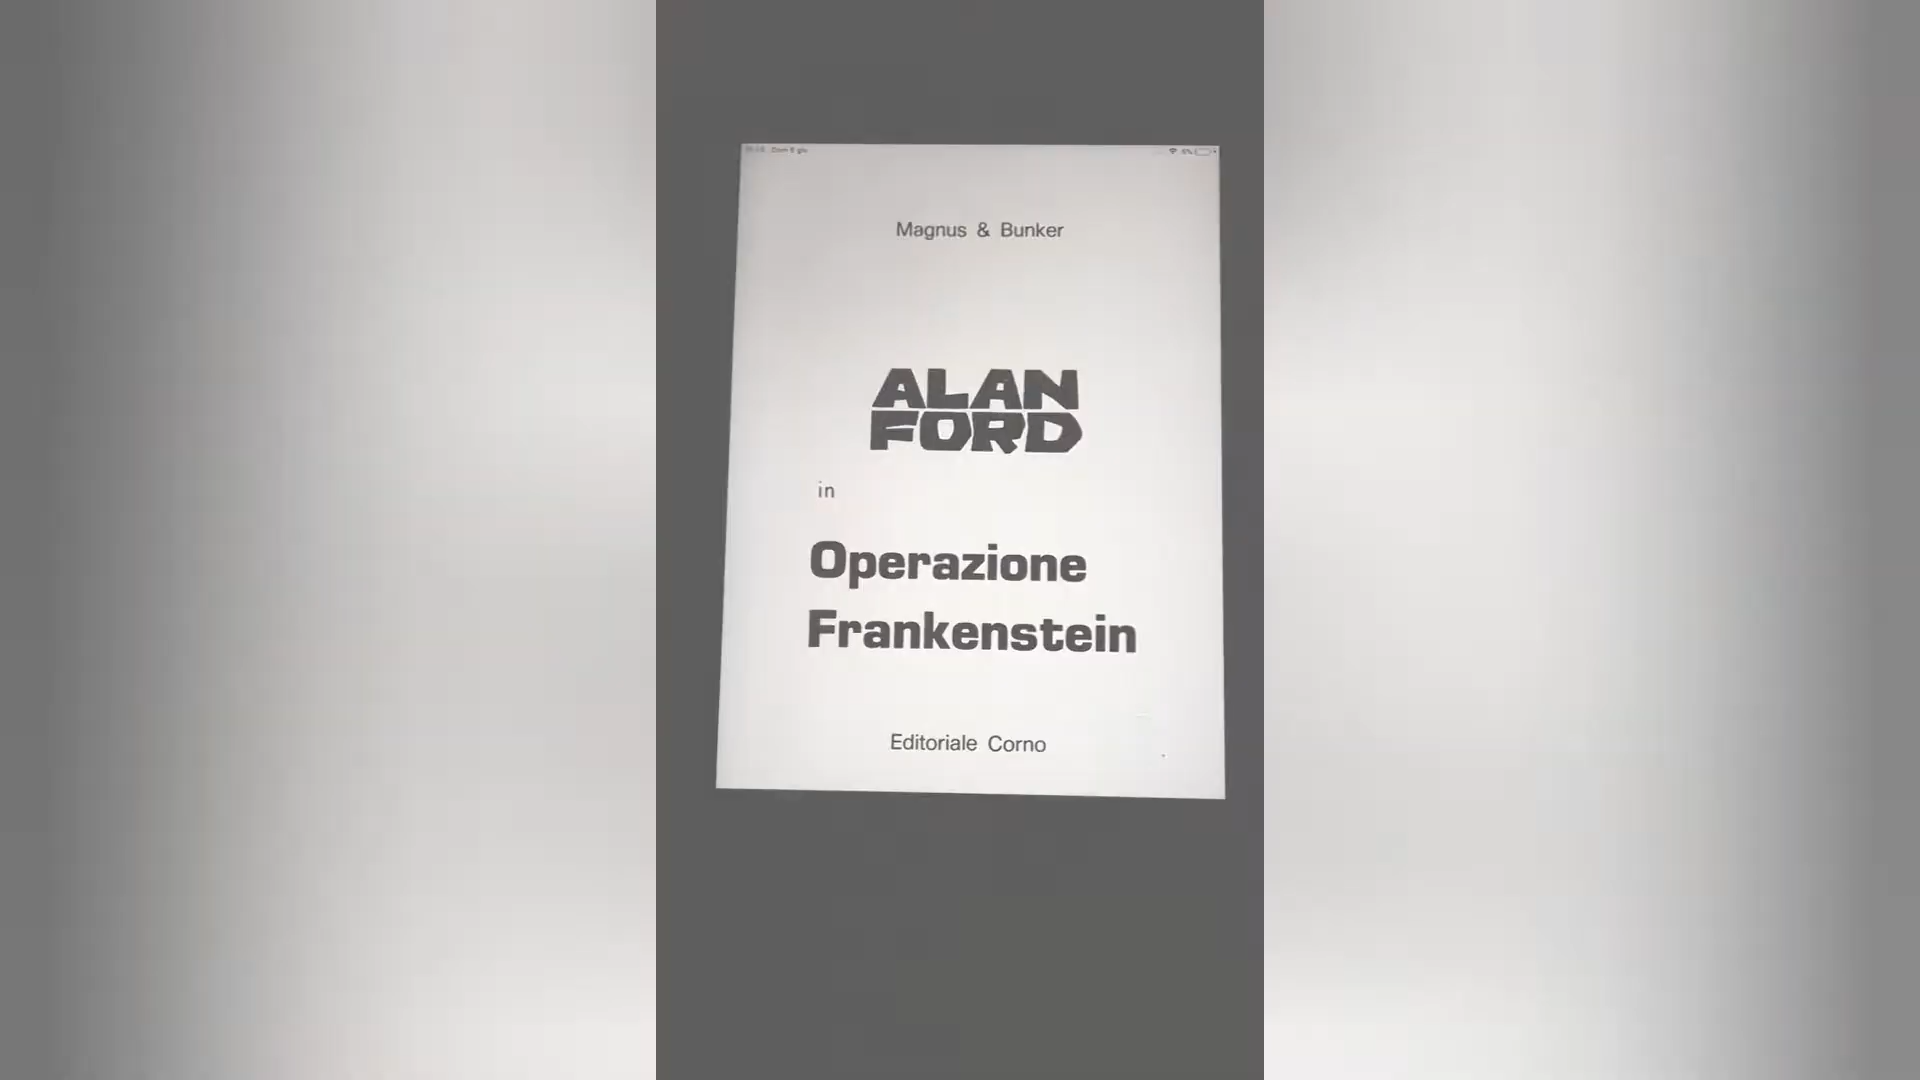 Magnus & Bunker
ALAN
FORD
in
Operazione
Frankenstein
Editoriale Corno